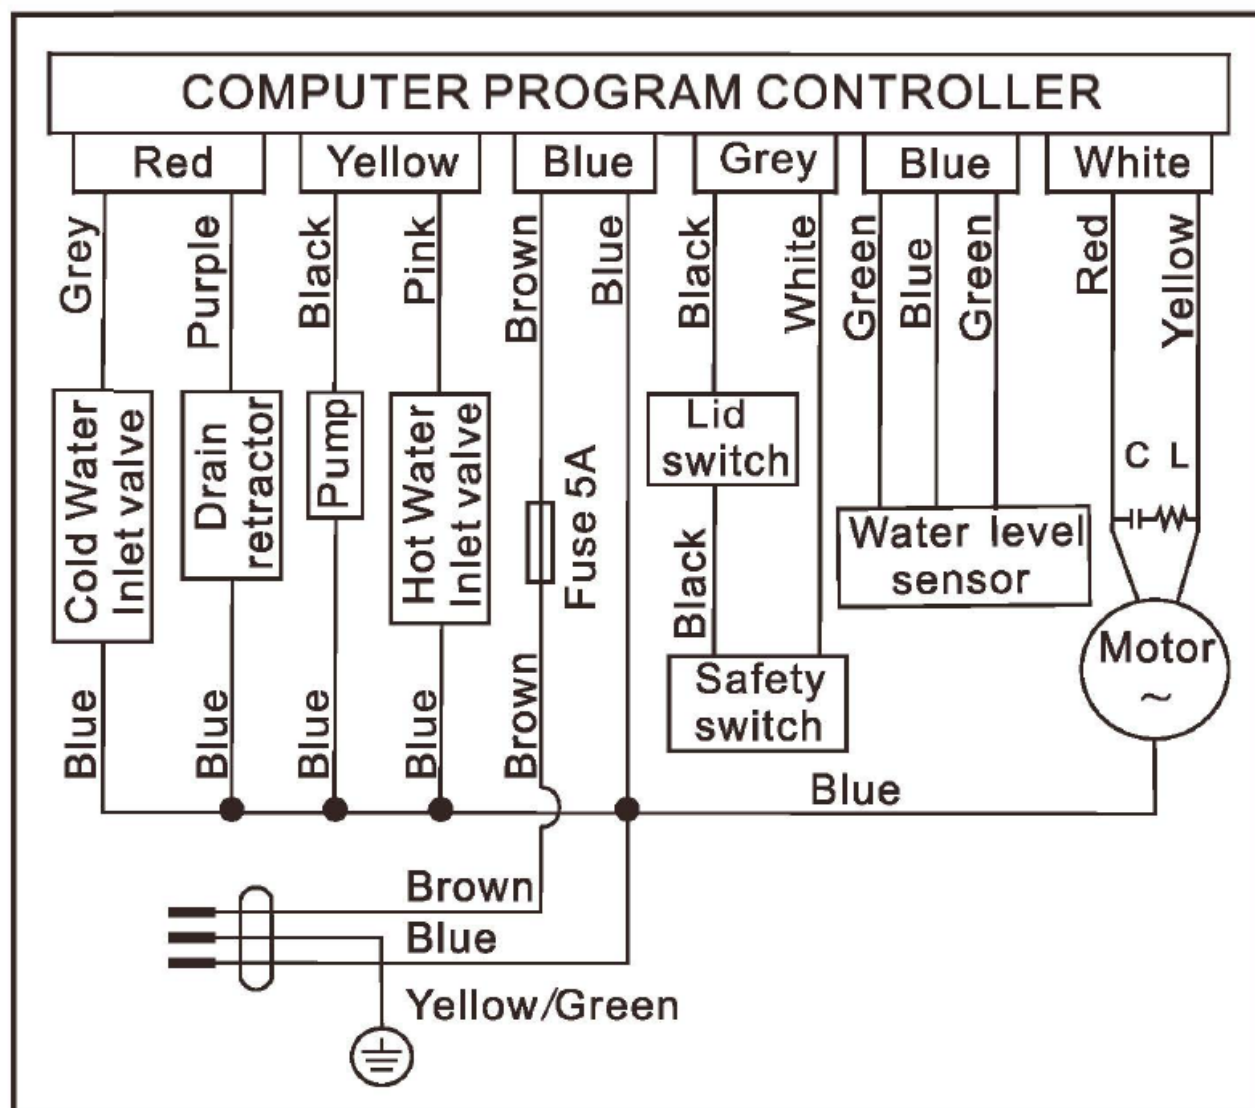 COMPUTER PROGRAM CONTROLLER
Red
Yellow
Blue
Grey
Blue
White
Grey
Purple
Black
Pink
Brown
Blue
Black
White
Green
Blue
Green
Red
Yellow
Cold Water
Inlet valve
Drain
retractor
Pump
Hot Water
Inlet valve
Fuse 5A
Lid
switch
C L
Water level
sensor
Black
Motor
~
Safety
switch
Blue
Blue
Blue
Blue
Brown
Blue
Brown
Blue
Yellow/Green